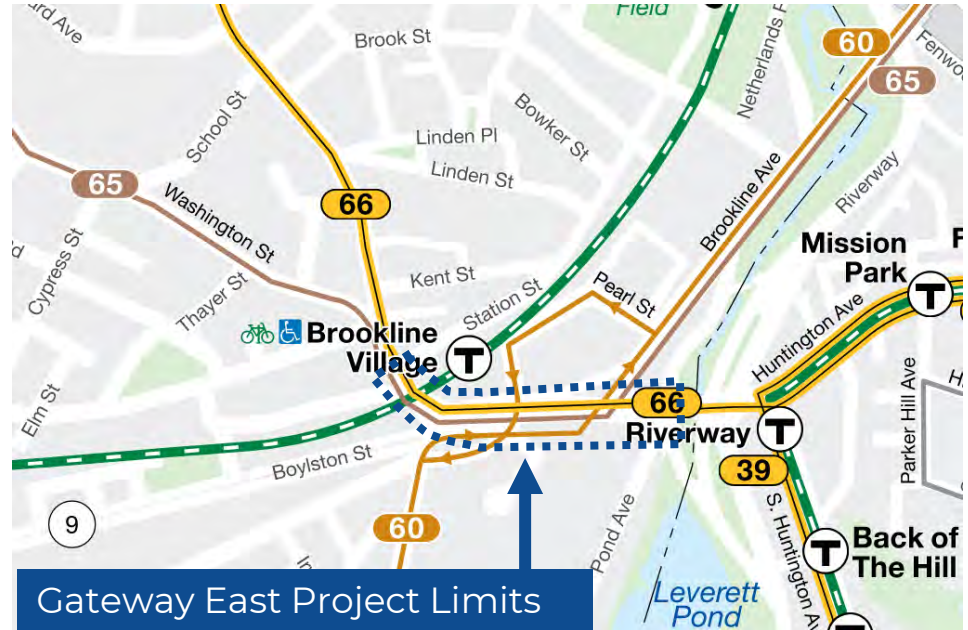 Field
Brook St
School St
Bowker St
Linden Pl
Linden St
60
65
Netherlands
65
Washington St
66
Brookline Ave
Riverway
Cypress St
Thayer St
Kent St
Station St
Pearl St
Mission
Park
T
Brookline
Village
T
Huntington Ave
Elm St
66
Riverway
T
Parker Hill Ave
Boylston St
39
9
60
Pond Ave
S. Huntington
T
Back of
The Hill
Gateway East Project Limits
Leverett
Pond
T